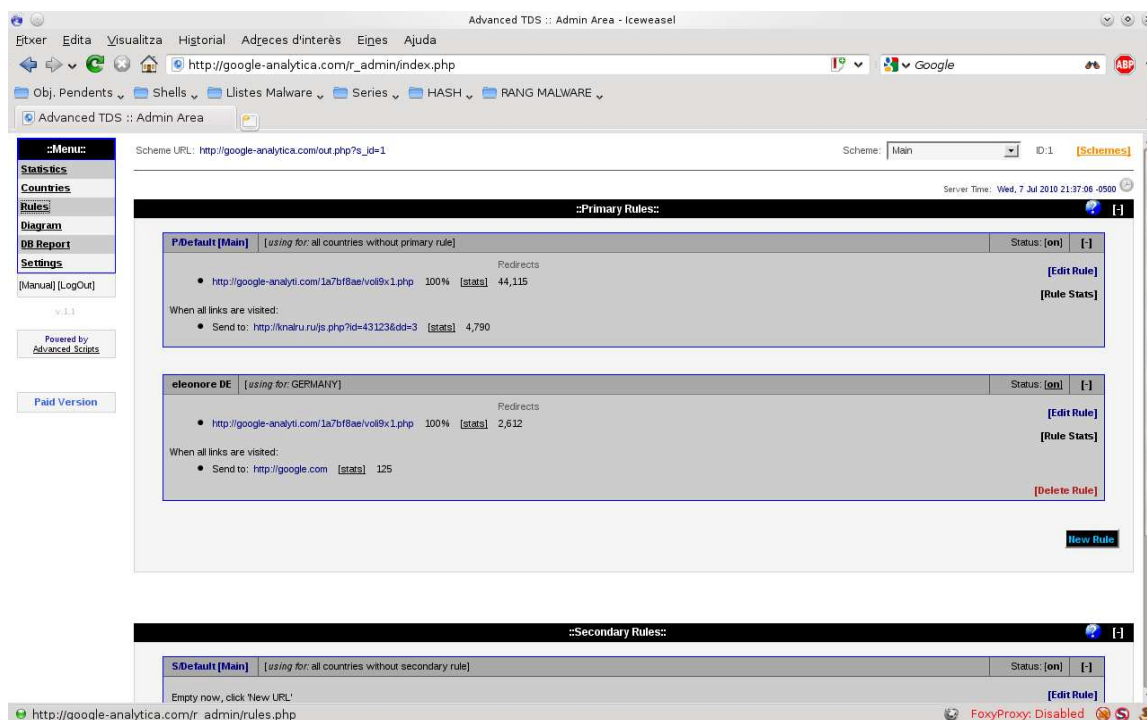 Advanced TDS :: Admin Area - Iceweasel
Fitxer Edita Visualitza Historial Adreces d'interès Eines Ajuda
http://google-analytica.com/r_admin/index.php Google ABP
Obj. Pendents Shells Llistes Malware Series HASH RANG MALWARE
Advanced TDS :: Admin Area
::Menu::
Statistics
Countries
Rules
Diagram
DB Report
Settings
[Manual] [LogOut]
v.1.1
Powered by
Advanced Scripts
Paid Version
Scheme URL: http://google-analytica.com/out.php?s_id=1 Scheme: Main ID:1 [Schemes]
Server Time: Wed, 7 Jul 2010 21:37:06 -0500
::Primary Rules:: ? [-]
P/Default [Main] [using for: all countries without primary rule] Status: [on] [-]
Redirects
http://google-analyti.com/1a7bf8ae/voli9x1.php 100% [stats] 44,115
[Edit Rule]
[Rule Stats]
When all links are visited:
Send to: http://knalru.ru/js.php?id=43123&dd=3 [stats] 4,790
eleonore DE [using for: GERMANY] Status: [on] [-]
Redirects
http://google-analyti.com/1a7bf8ae/voli9x1.php 100% [stats] 2,612
[Edit Rule]
[Rule Stats]
When all links are visited:
Send to: http://google.com [stats] 125
[Delete Rule]
New Rule
::Secondary Rules:: ? [-]
S/Default [Main] [using for: all countries without secondary rule] Status: [on] [-]
Empty now, click 'New URL' [Edit Rule]
http://google-analytica.com/r_admin/rules.php FoxyProxy: Disabled